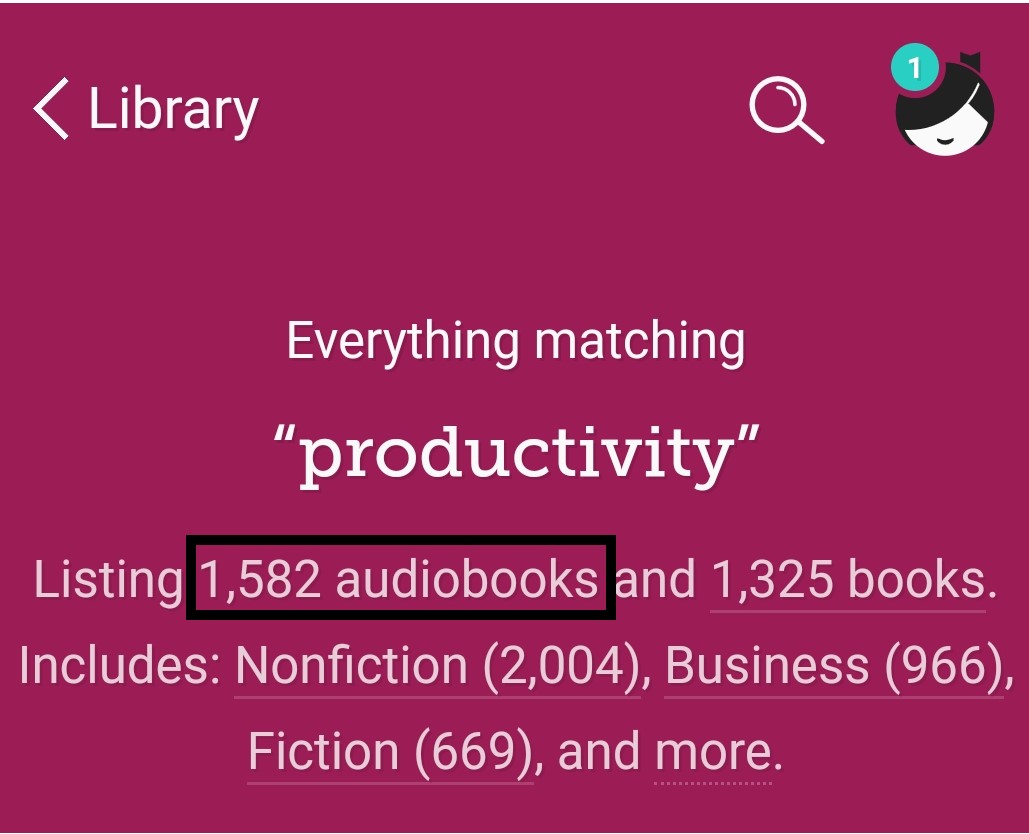 Library
1
Everything matching
“productivity”
Listing 1,582 audiobooks and 1,325 books.
Includes: Nonfiction (2,004), Business (966),
Fiction (669), and more.